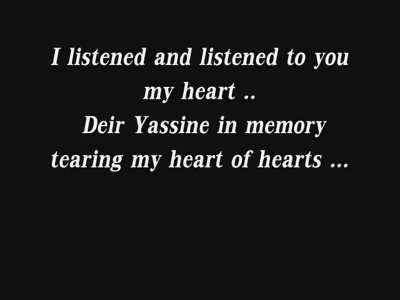 I listened and listened to you
my heart ..
Deir Yassine in memory
tearing my heart of hearts ...